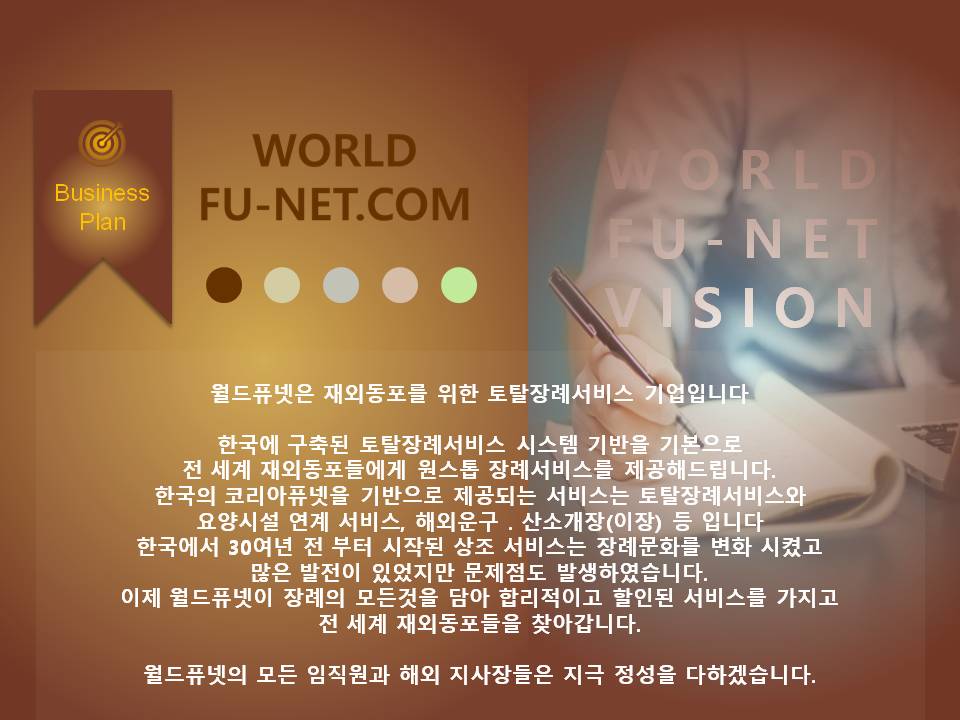 Business
Plan
WORLD
FU-NET.COM
WORLD
FU-NET
VISION
월드퓨넷은 재외동포를 위한 토탈장례서비스 기업입니다
한국에 구축된 토탈장례서비스 시스템 기반을 기본으로
전 세계 재외동포들에게 원스톱 장례서비스를 제공해드립니다.
한국의 코리아퓨넷을 기반으로 제공되는 서비스는 토탈장례서비스와
요양시설 연계 서비스, 해외운구 . 산소개장(이장) 등 입니다
한국에서 30여년 전 부터 시작된 상조 서비스는 장례문화를 변화 시켰고
많은 발전이 있었지만 문제점도 발생하였습니다.
이제 월드퓨넷이 장례의 모든것을 담아 합리적이고 할인된 서비스를 가지고
전 세계 재외동포들을 찾아갑니다.
월드퓨넷의 모든 임직원과 해외 지사장들은 지극 정성을 다하겠습니다.